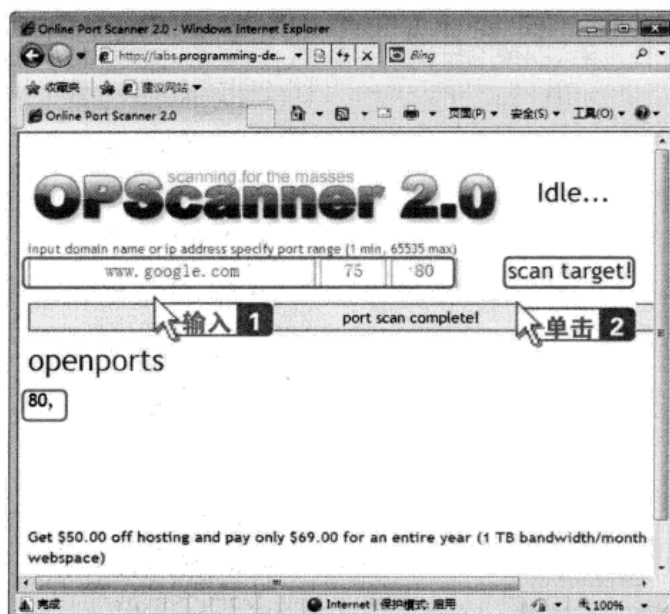 Online Port Scanner 2.0 - Windows Internet Explorer
http://labs.programming-de... Bing
收藏夹 建议网站
Online Port Scanner 2.0 页面(P) 安全(S) 工具(O)
scanning for the masses
OPScanner 2.0 Idle...
input domain name or ip address specify port range (1 min, 65535 max)
www.google.com 75 80 scan target!
输入 1 port scan complete! 单击 2
openports
80,
Get $50.00 off hosting and pay only $69.00 for an entire year (1 TB bandwidth/month
webspace)
完成 Internet | 保护模式: 启用 100%